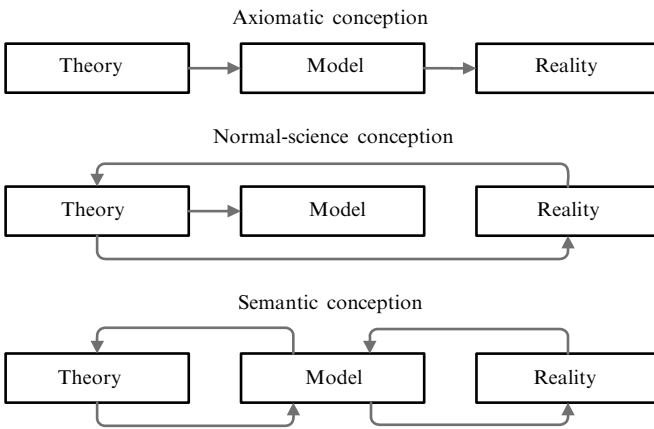 Axiomatic conception
Theory Model Reality
Normal-science conception
Theory Model Reality
Semantic conception
Theory Model Reality